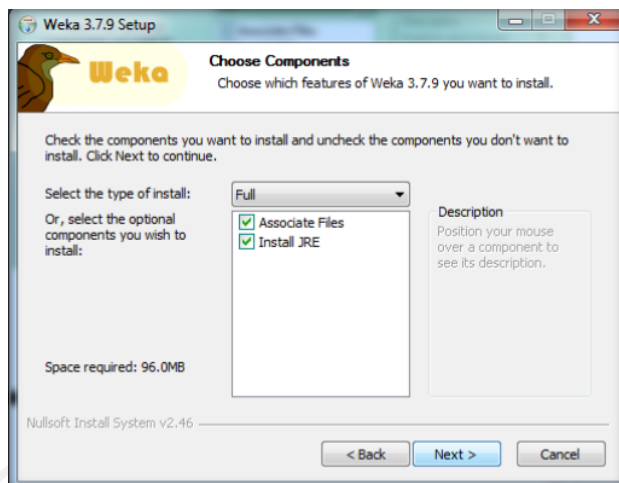 Weka 3.7.9 Setup
Weka
Choose Components
Choose which features of Weka 3.7.9 you want to install.
Check the components you want to install and uncheck the components you don't want to
install. Click Next to continue.
Select the type of install:
Full
Or, select the optional
components you wish to
install:
Associate Files
Install JRE
Description
Position your mouse
over a component to
see its description.
Space required: 96.0MB
Nullsoft Install System v2.46
< Back
Next >
Cancel